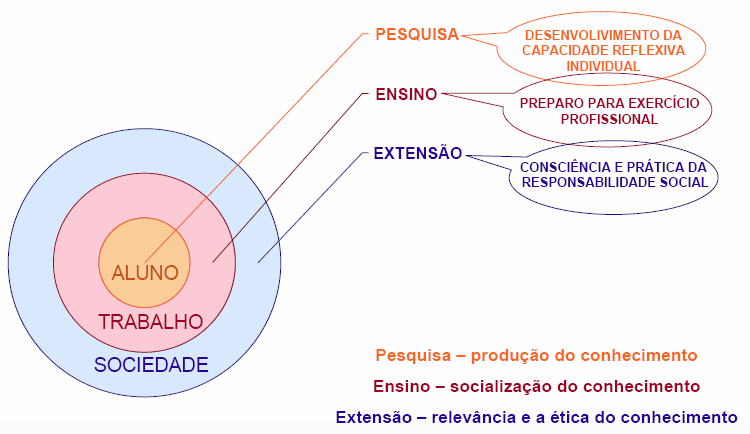 PESQUISA
DESENVOLIVIMENTO DA
CAPACIDADE REFLEXIVA
INDIVIDUAL
ENSINO
PREPARO PARA EXERCÍCIO
PROFISSIONAL
EXTENSÃO
CONSCIÊNCIA E PRÁTICA DA
RESPONSABILIDADE SOCIAL
ALUNO
TRABALHO
SOCIEDADE
Pesquisa – produção do conhecimento
Ensino – socialização do conhecimento
Extensão – relevância e a ética do conhecimento